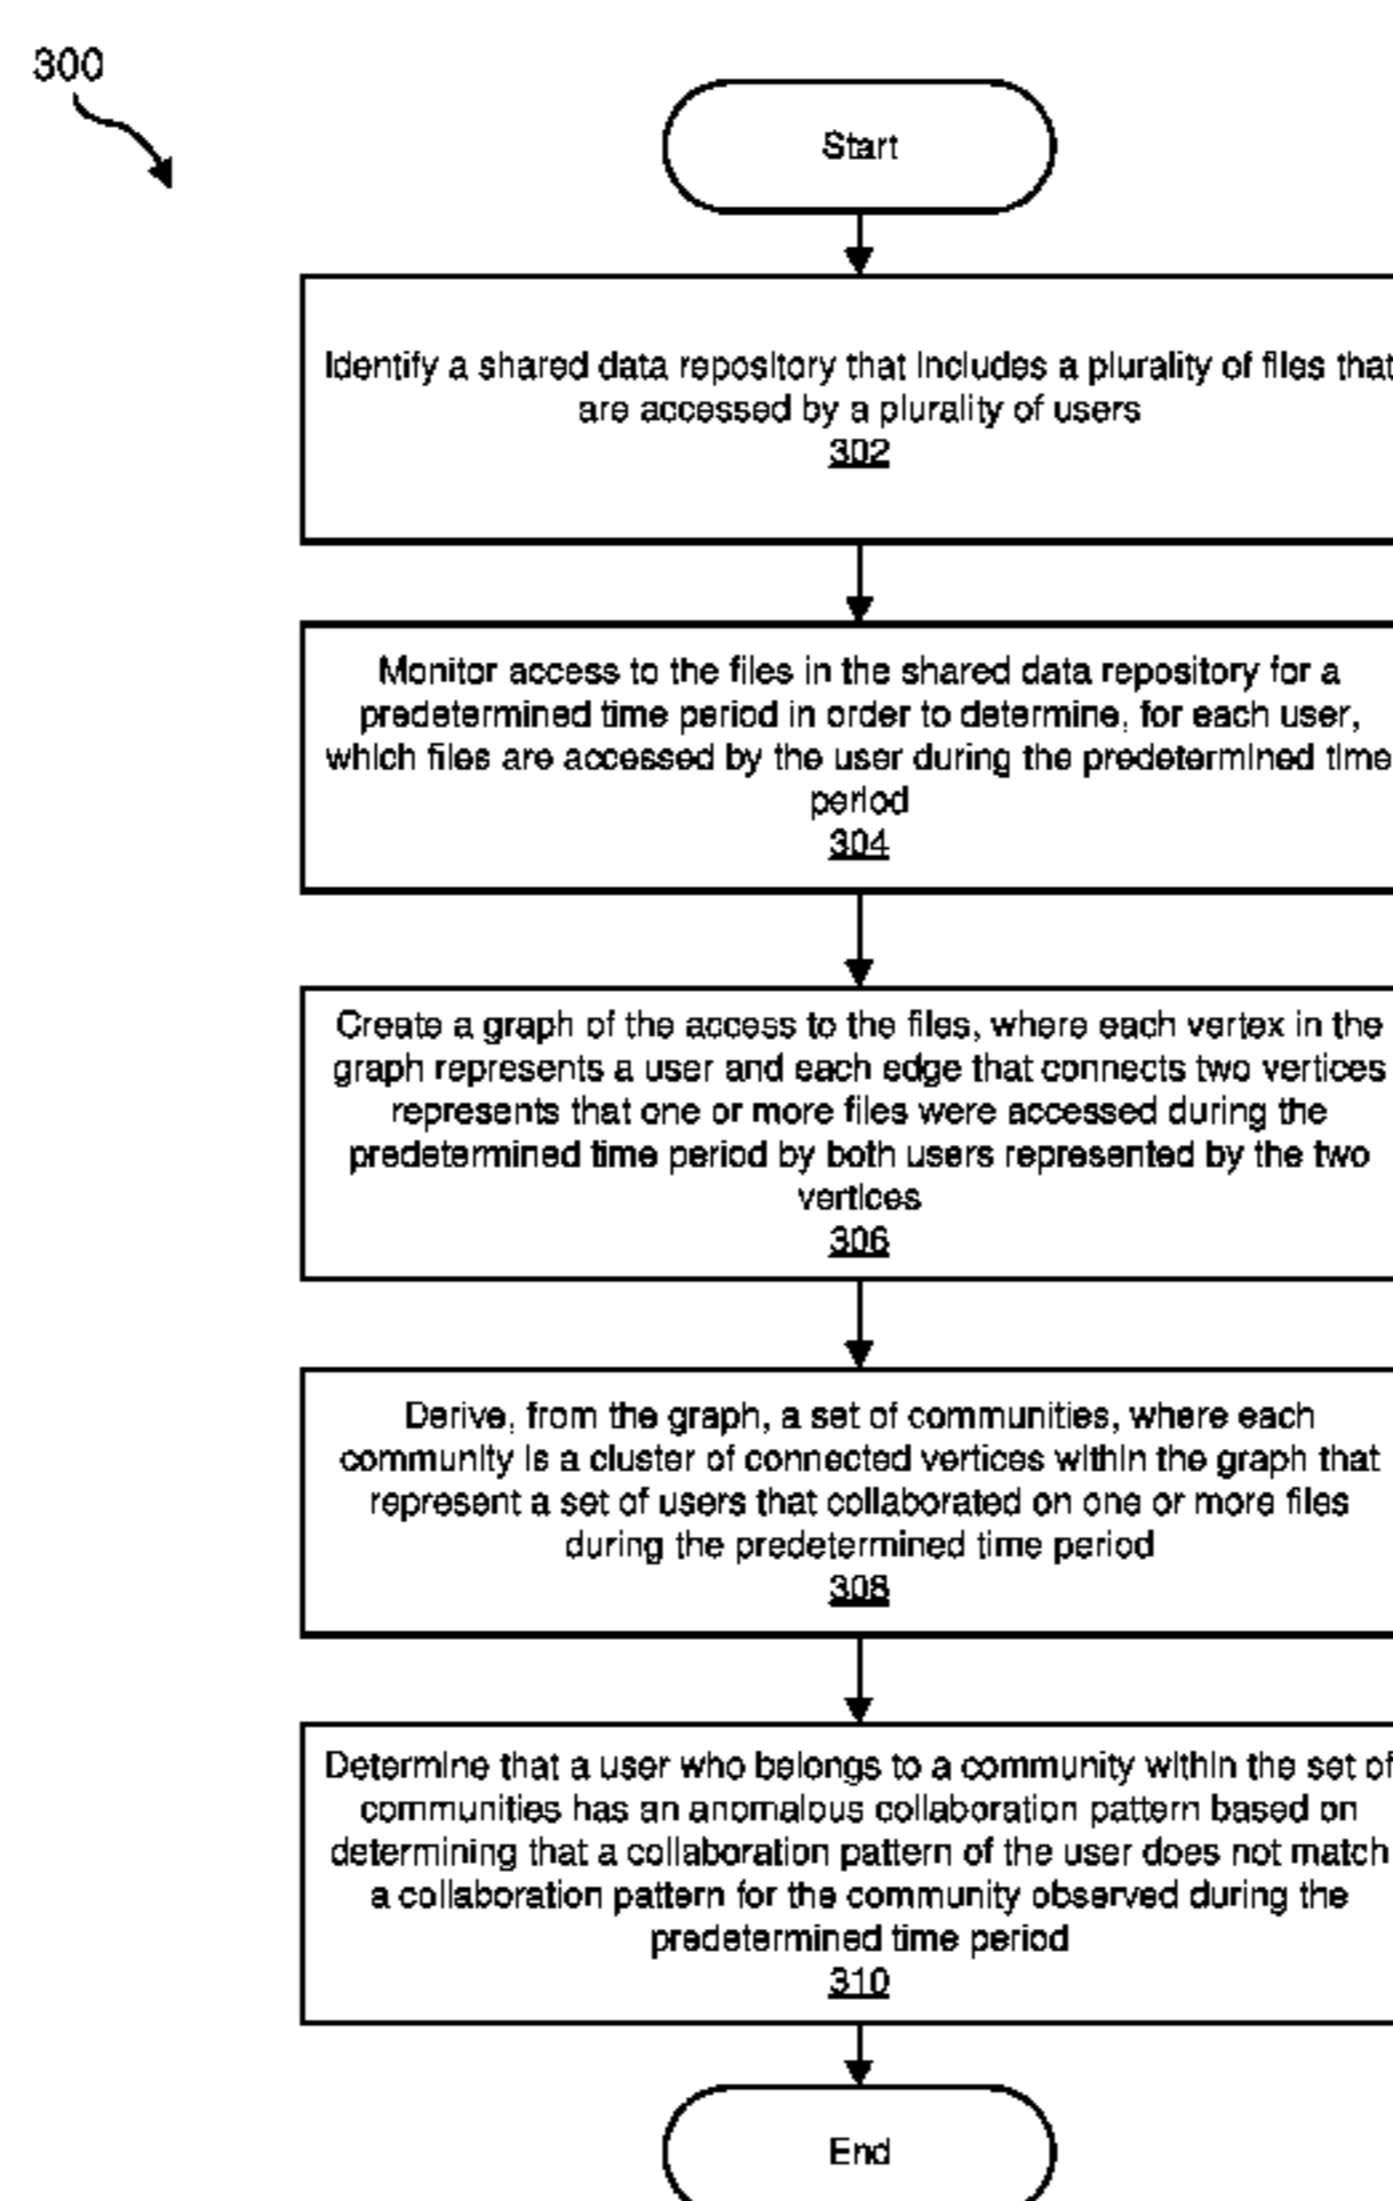 300
Start
Identify a shared data repository that includes a plurality of files that
are accessed by a plurality of users
302
Monitor access to the files in the shared data repository for a
predetermined time period in order to determine, for each user,
which files are accessed by the user during the predetermined time
period
304
Create a graph of the access to the files, where each vertex in the
graph represents a user and each edge that connects two vertices
represents that one or more files were accessed during the
predetermined time period by both users represented by the two
vertices
306
Derive, from the graph, a set of communities, where each
community is a cluster of connected vertices within the graph that
represent a set of users that collaborated on one or more files
during the predetermined time period
308
Determine that a user who belongs to a community within the set of
communities has an anomalous collaboration pattern based on
determining that a collaboration pattern of the user does not match
a collaboration pattern for the community observed during the
predetermined time period
310
End